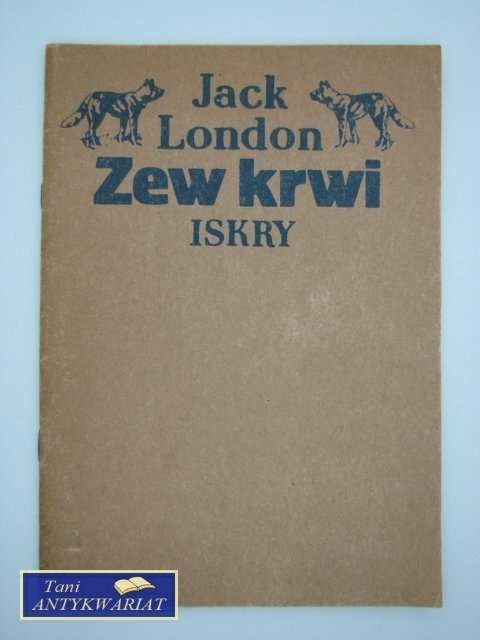 Jack
London
Zew krwi
ISKRY
Tani
ANTYKWARIAT